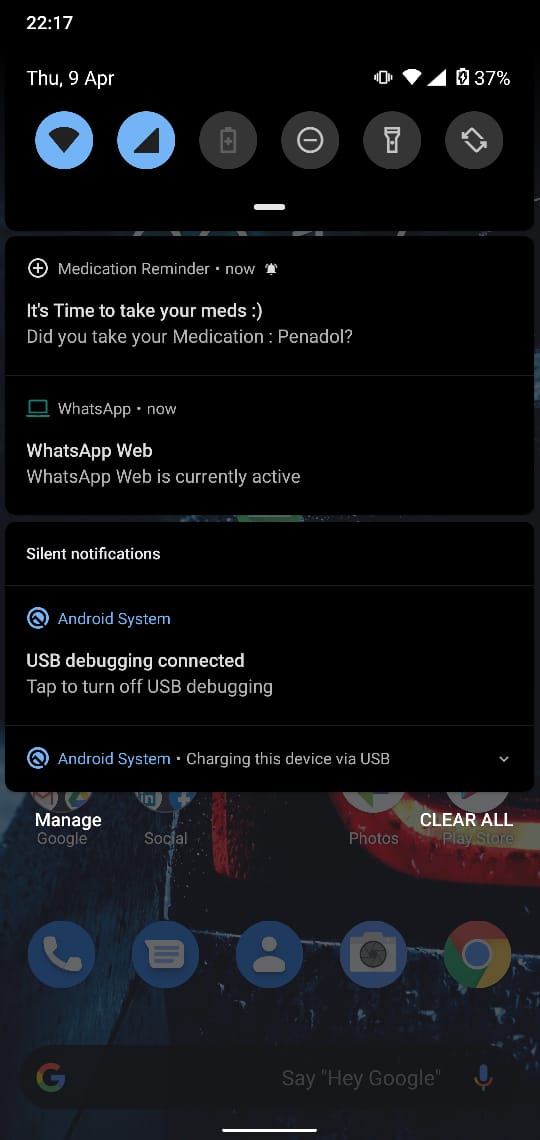 22:17
Thu, 9 Apr
37%
Medication Reminder • now
It's Time to take your meds :)
Did you take your Medication : Penadol?
WhatsApp • now
WhatsApp Web
WhatsApp Web is currently active
Silent notifications
Android System
USB debugging connected
Tap to turn off USB debugging
Android System • Charging this device via USB
Manage
CLEAR ALL
Google
Social
Photos
Play Store
Say "Hey Google"